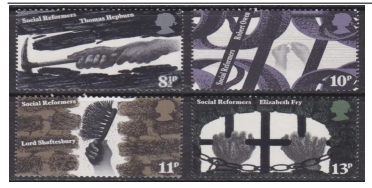 Social Reformers Thomas Hepburn
8½P
Social Reformers
Robert Owen
10P
Social Reformers
Lord Shaftesbury
11P
Social Reformers Elizabeth Fry
13P